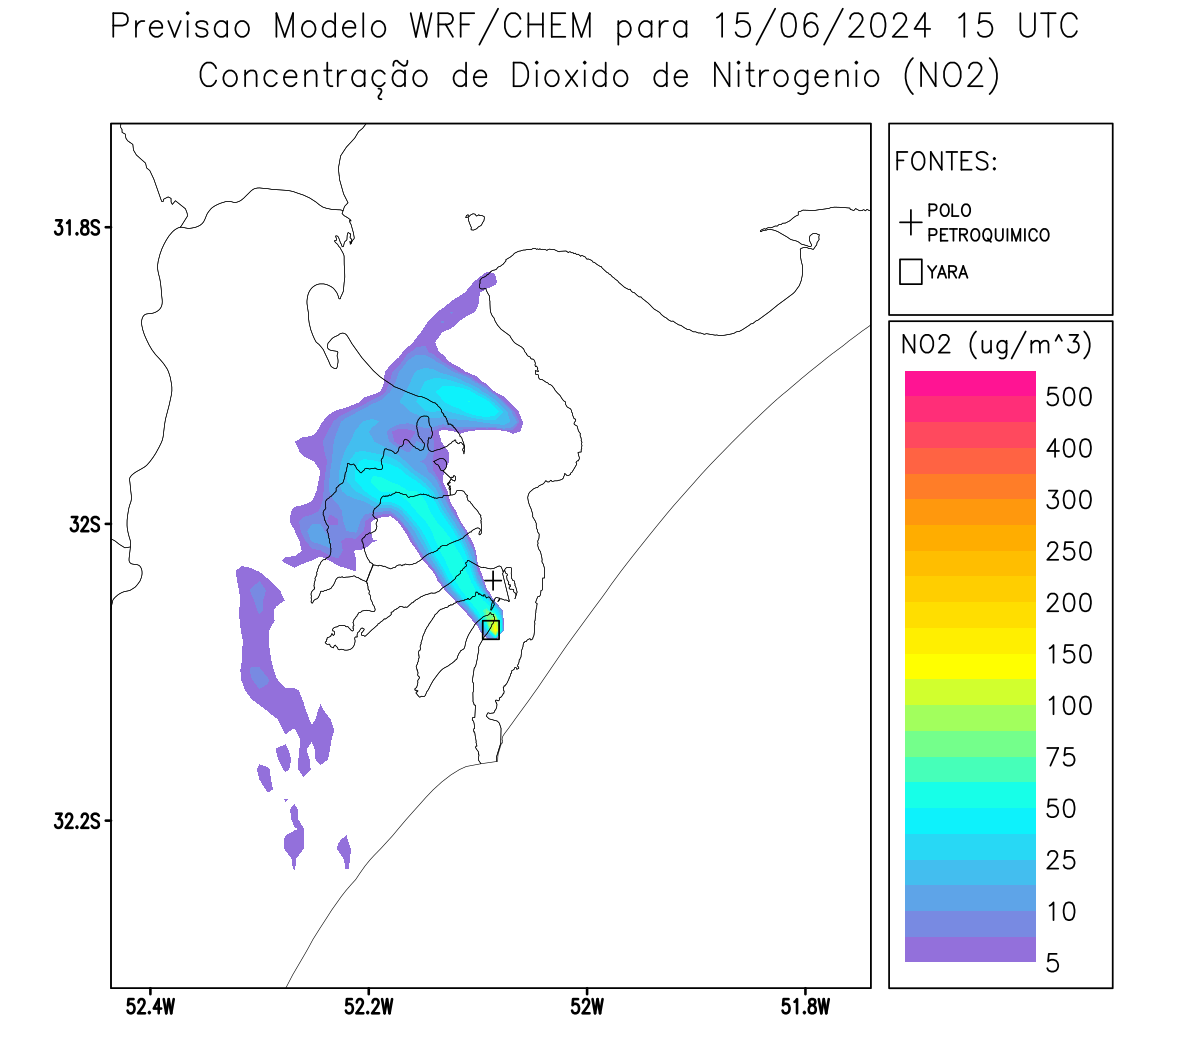 Previsao Modelo WRF/CHEM para 15/06/2024 15 UTC
Concentração de Dioxido de Nitrogenio (NO2)
FONTES:
POLO
PETROQUIMICO
YARA
NO2 (ug/m^3)
500
400
300
250
200
150
100
75
50
25
10
5
31.8S
32S
32.2S
52.4W
52.2W
52W
51.8W